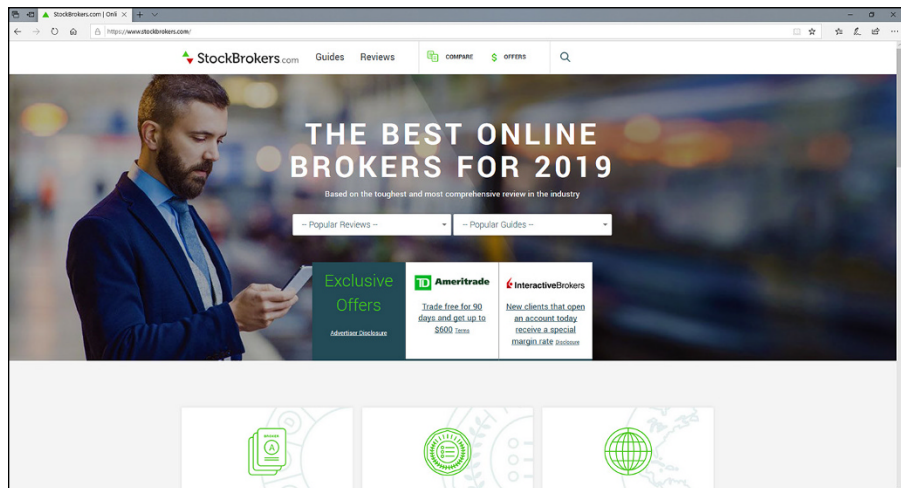 StockBrokers.com | Onli
https://www.stockbrokers.com/
StockBrokers.com Guides Reviews COMPARE $ OFFERS
THE BEST ONLINE
BROKERS FOR 2019
Based on the toughest and most comprehensive review in the industry
-- Popular Reviews --
-- Popular Guides --
Exclusive
Offers
Advertiser Disclosure
TD Ameritrade
Trade free for 90
days and get up to
$600 Terms
InteractiveBrokers
New clients that open
an account today
receive a special
margin rate Disclosure
A